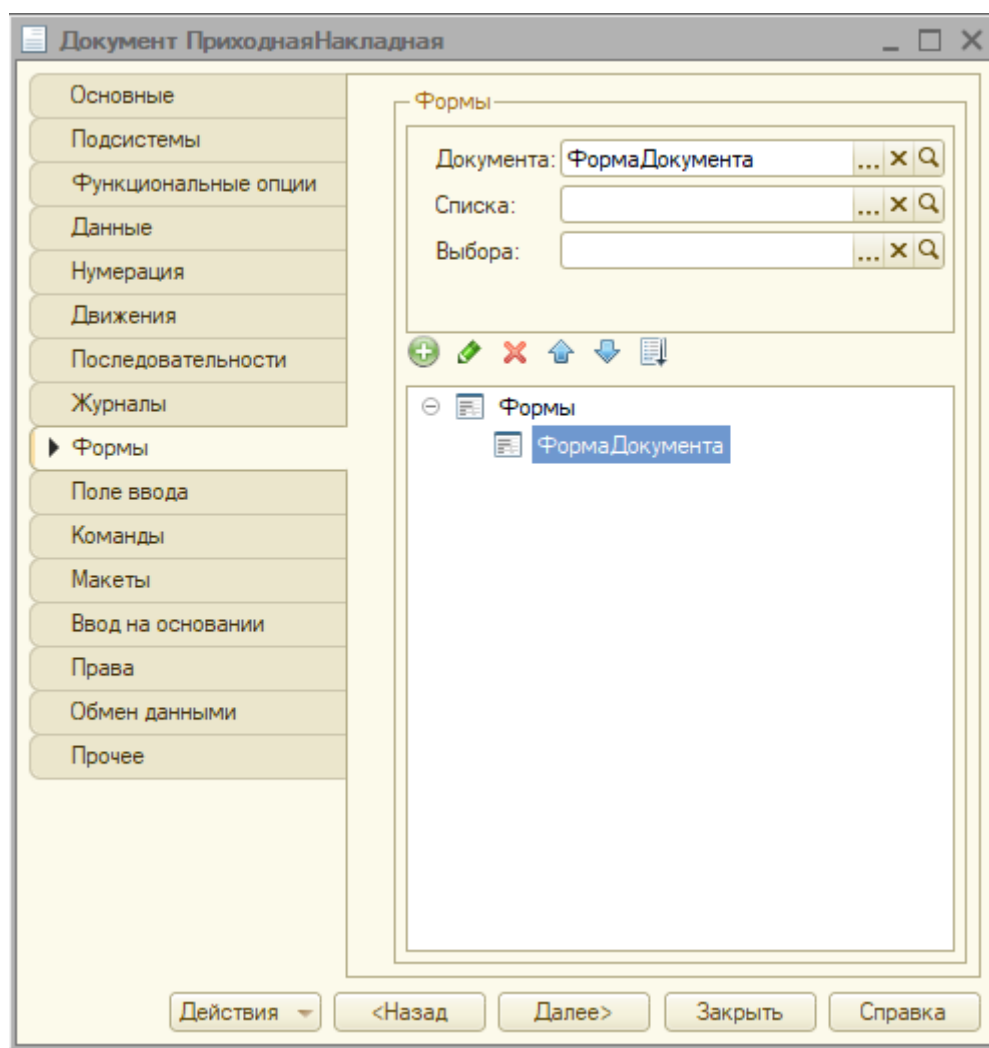 Документ ПриходнаяНакладная
Основные
Подсистемы
Функциональные опции
Данные
Нумерация
Движения
Последовательности
Журналы
Формы
Поле ввода
Команды
Макеты
Ввод на основании
Права
Обмен данными
Прочее
Формы
Документа: ФормаДокумента ...
Списка: ...
Выбора: ...
Формы
ФормаДокумента
Действия <Назад Далее> Закрыть Справка